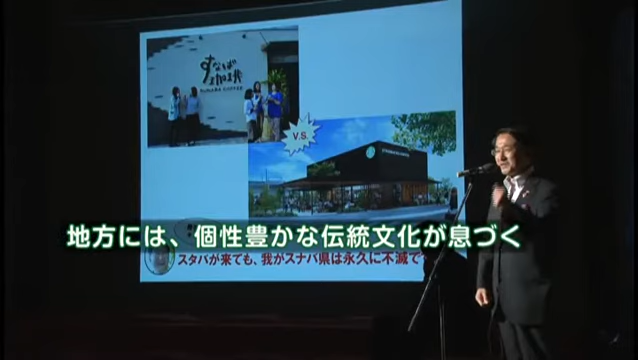 すなば
珈琲
SUNABA COFFEE
V.S.
STARBUCKS COFFEE
地方には、個性豊かな伝統文化が息づく
スタバが来ても、我がスナバ県は永久に不滅で